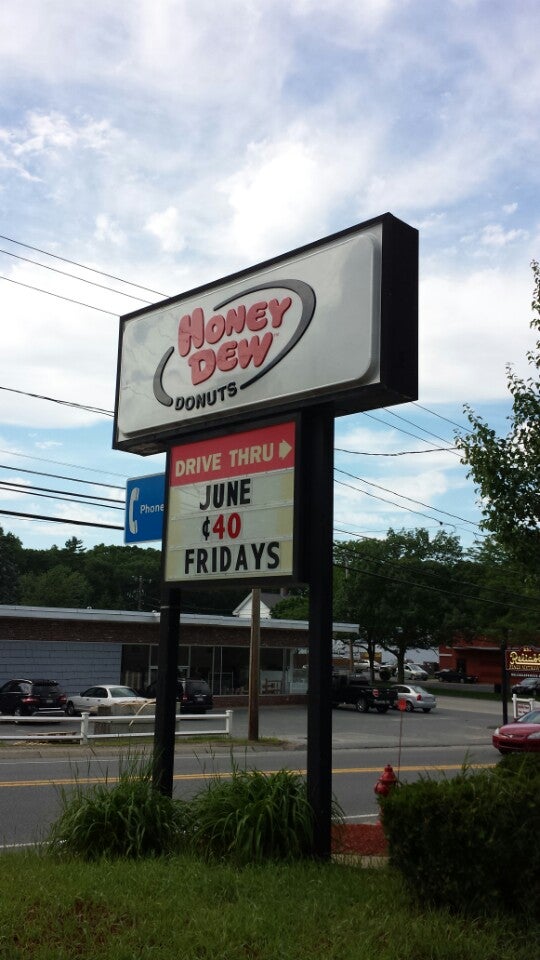 HONEY
DEW
DONUTS
DRIVE THRU
JUNE
¢40
FRIDAYS
Phone